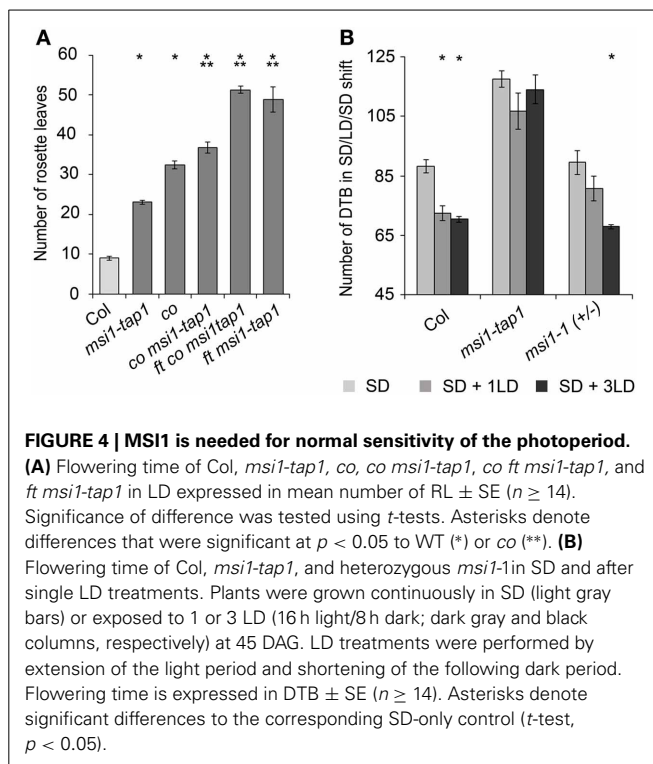 A
B
Number of rosette leaves
60
50
40
30
20
10
0
* * * * *
** ** **
Col
msi1-tap1
co
co msi1-tap1
ft co msi1tap1
ft msi1-tap1
Number of DTB in SD/LD/SD shift
125
105
85
65
45
* * *
Col
msi1-tap1
msi1-1 (+/-)
SD SD + 1LD SD + 3LD
FIGURE 4 | MSI1 is needed for normal sensitivity of the photoperiod.
(A) Flowering time of Col, msi1-tap1, co, co msi1-tap1, co ft msi1-tap1, and
ft msi1-tap1 in LD expressed in mean number of RL ± SE (n ≥ 14).
Significance of difference was tested using t-tests. Asterisks denote
differences that were significant at p < 0.05 to WT (*) or co (**). (B)
Flowering time of Col, msi1-tap1, and heterozygous msi1-1in SD and after
single LD treatments. Plants were grown continuously in SD (light gray
bars) or exposed to 1 or 3 LD (16 h light/8 h dark; dark gray and black
columns, respectively) at 45 DAG. LD treatments were performed by
extension of the light period and shortening of the following dark period.
Flowering time is expressed in DTB ± SE (n ≥ 14). Asterisks denote
significant differences to the corresponding SD-only control (t-test,
p < 0.05).